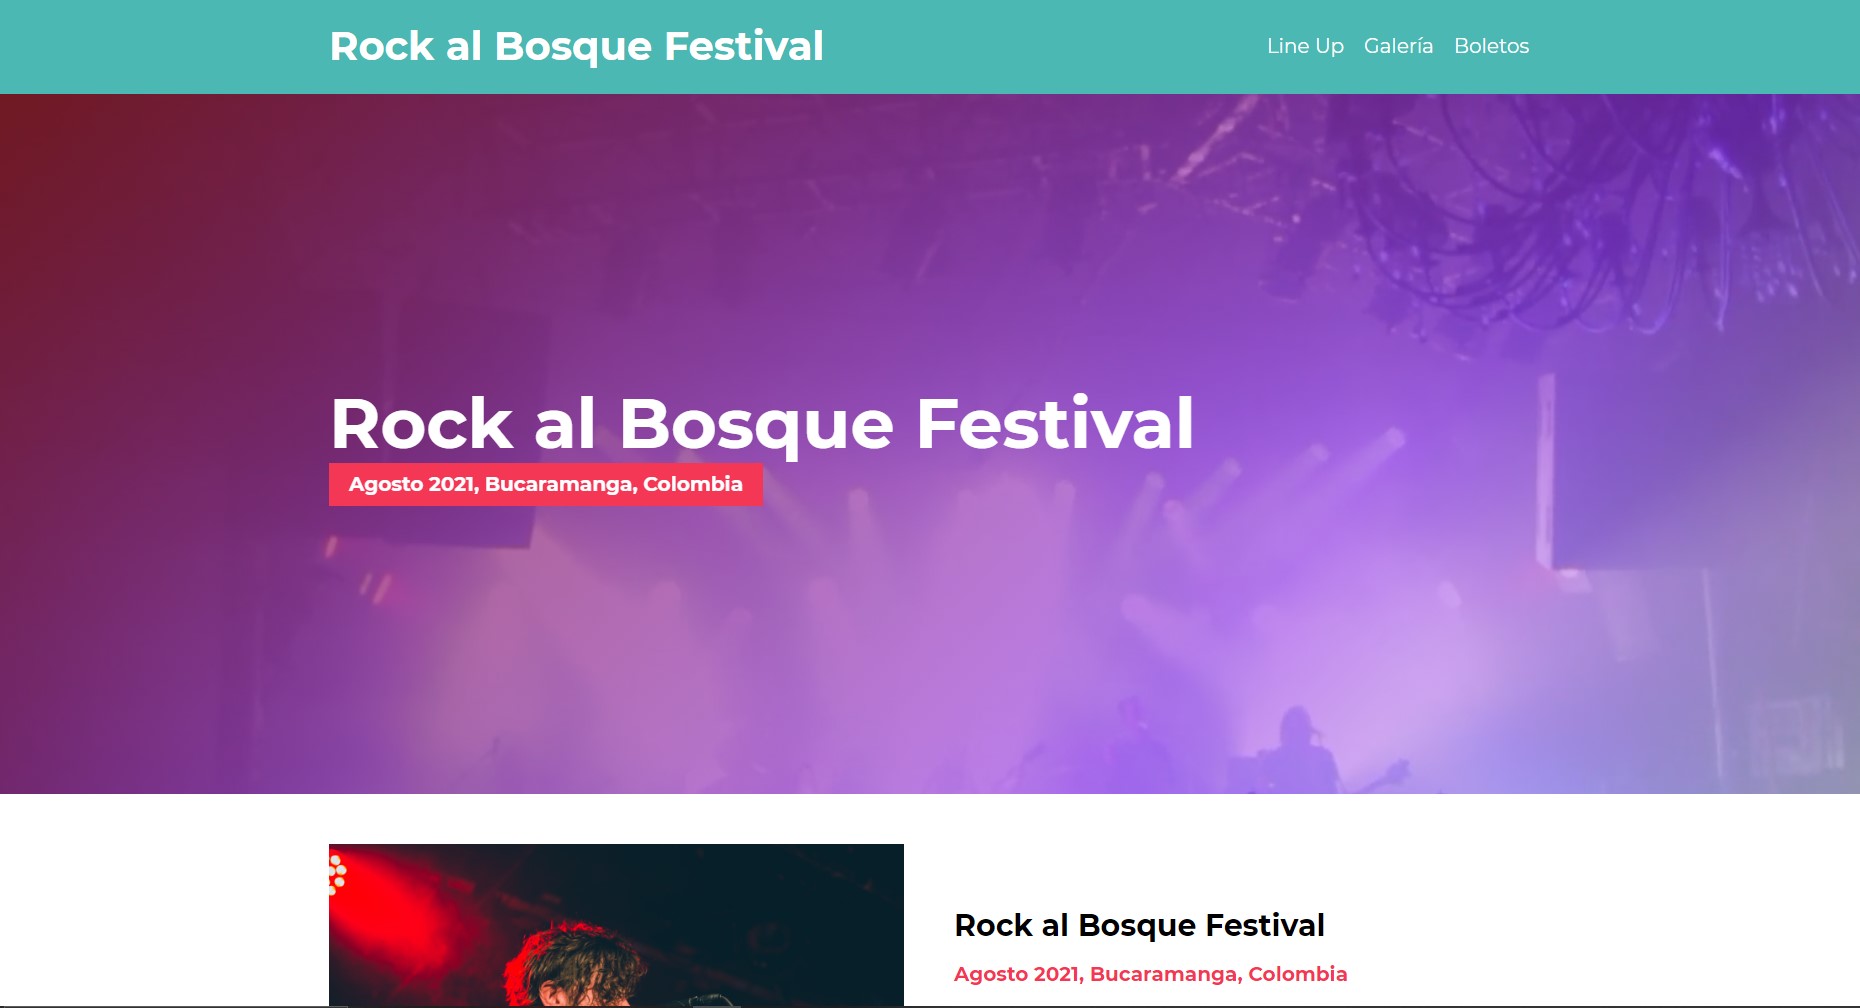 Rock al Bosque Festival
Line Up Galería Boletos
Rock al Bosque Festival
Agosto 2021, Bucaramanga, Colombia
Rock al Bosque Festival
Agosto 2021, Bucaramanga, Colombia